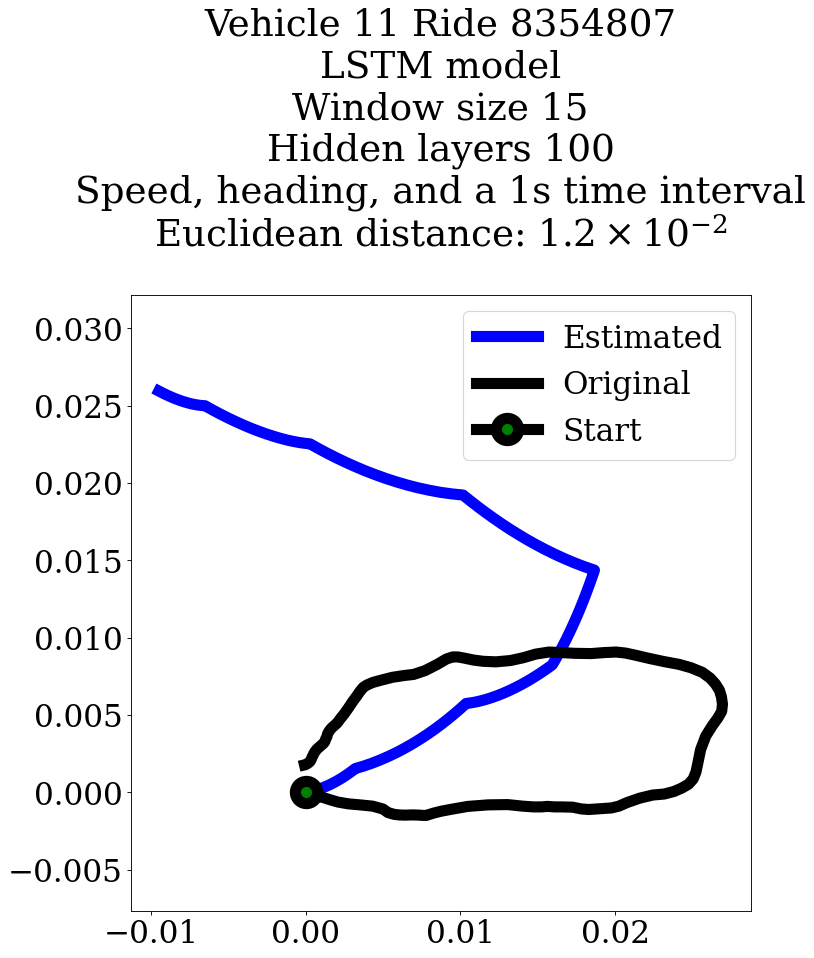 Vehicle 11 Ride 8354807
LSTM model
Window size 15
Hidden layers 100
Speed, heading, and a 1s time interval
Euclidean distance: 1.2 × 10⁻²
Estimated
Original
Start
0.030
0.025
0.020
0.015
0.010
0.005
0.000
−0.005
−0.01 0.00 0.01 0.02